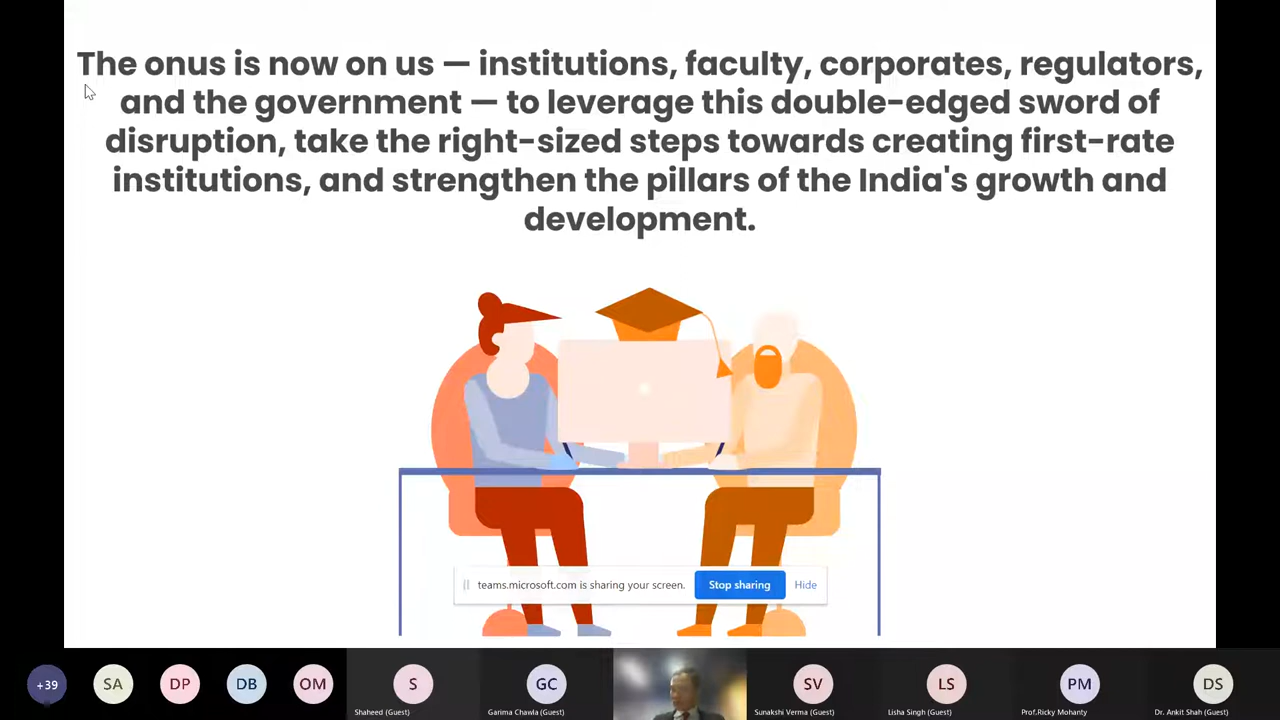 The onus is now on us — institutions, faculty, corporates, regulators,
and the government — to leverage this double-edged sword of
disruption, take the right-sized steps towards creating first-rate
institutions, and strengthen the pillars of the India's growth and
development.
teams.microsoft.com is sharing your screen. Stop sharing Hide
+39 SA DP DB OM S GC SV LS PM DS
Shaheed (Guest) Garima Chawla (Guest) Sunakshi Verma (Guest) Lisha Singh (Guest) Prof.Ricky Mohanty Dr. Ankit Shah (Guest)